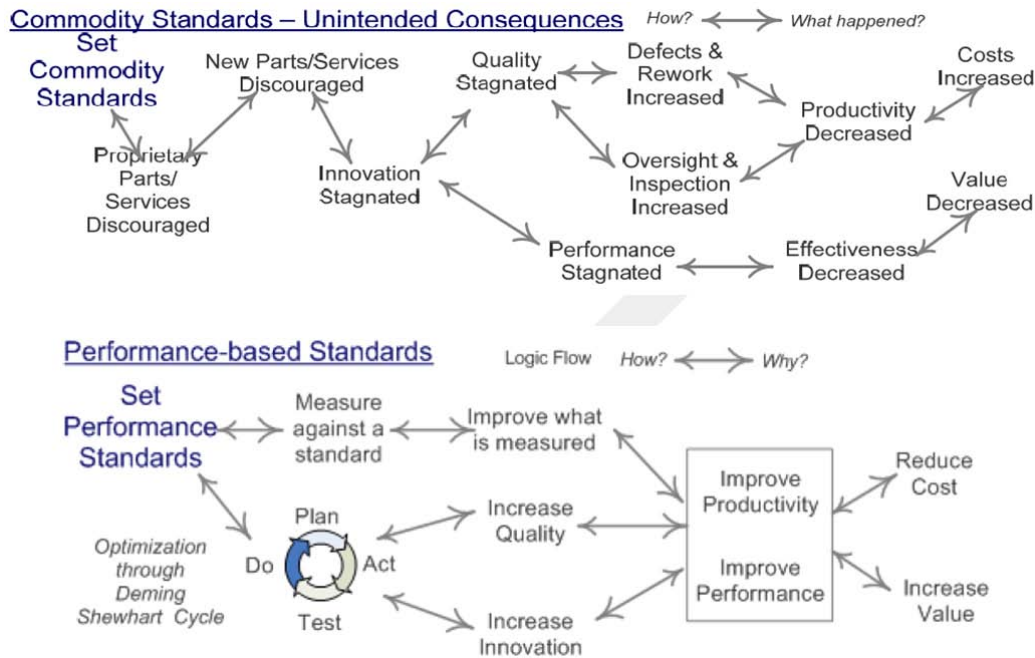 Commodity Standards – Unintended Consequences
How?
What happened?
Set
Commodity
Standards
Proprietary
Parts/
Services
Discouraged
New Parts/Services
Discouraged
Innovation
Stagnated
Quality
Stagnated
Defects &
Rework
Increased
Oversight &
Inspection
Increased
Productivity
Decreased
Costs
Increased
Performance
Stagnated
Effectiveness
Decreased
Value
Decreased
Performance-based Standards
Logic Flow
How?
Why?
Set
Performance
Standards
Measure
against a
standard
Improve what
is measured
Optimization
through
Deming
Shewhart Cycle
Plan
Do
Act
Test
Increase
Quality
Increase
Innovation
Improve
Productivity
Improve
Performance
Reduce
Cost
Increase
Value